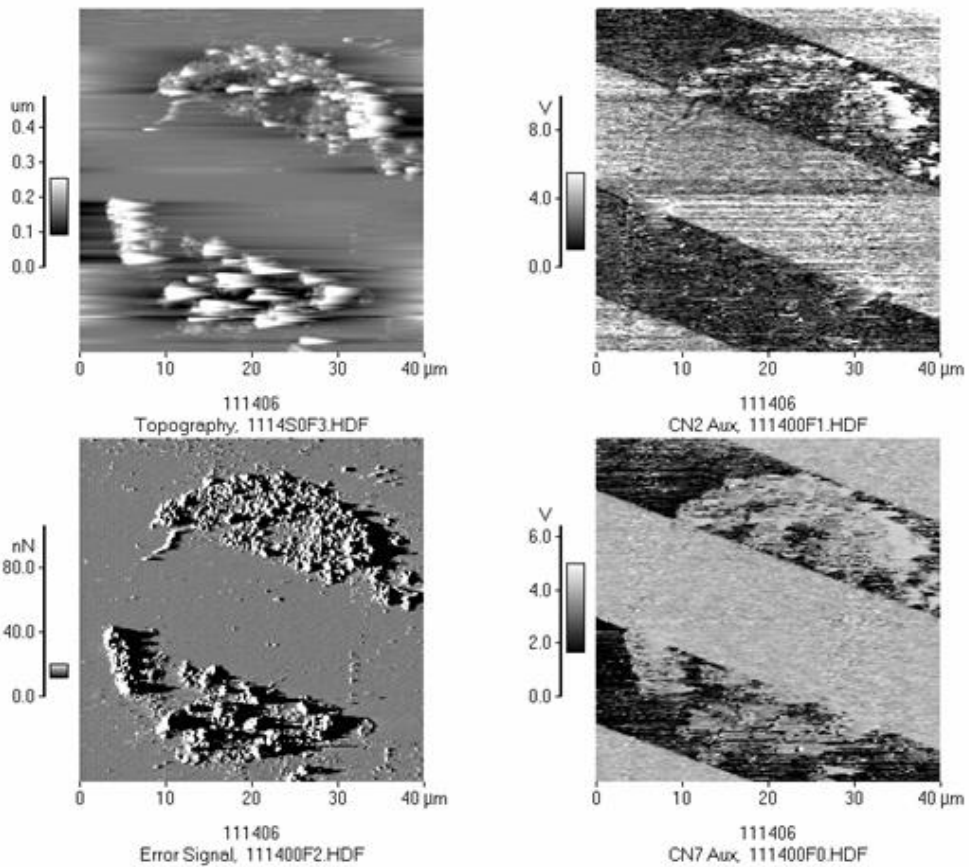 um
0.4
0.3
0.2
0.1
0.0
0 10 20 30 40 µm
111406
Topography, 1114S0F3.HDF
V
8.0
4.0
0.0
0 10 20 30 40 µm
111406
CN2 Aux, 111400F1.HDF
nN
80.0
40.0
0.0
0 10 20 30 40 µm
111406
Error Signal, 111400F2.HDF
V
6.0
4.0
2.0
0.0
0 10 20 30 40 µm
111406
CN7 Aux, 111400F0.HDF